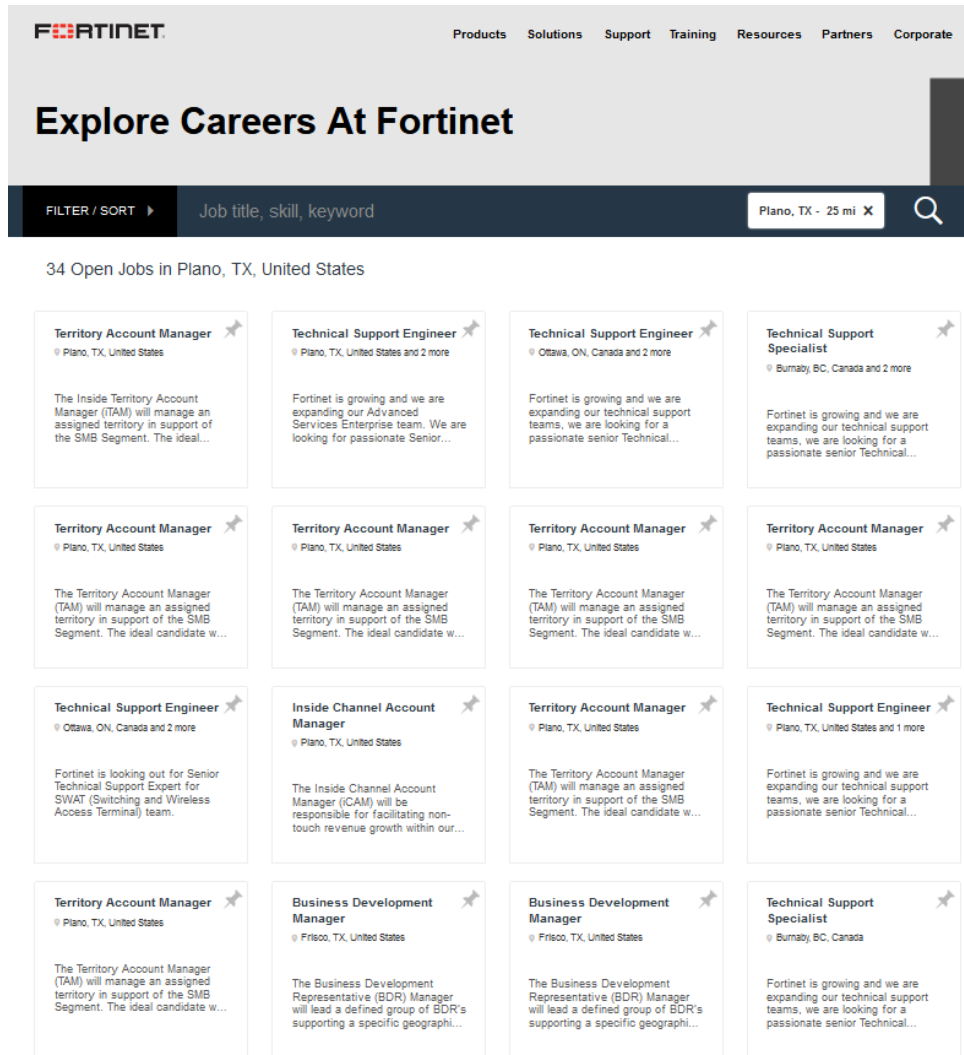 FORTINET
Products Solutions Support Training Resources Partners Corporate
Explore Careers At Fortinet
FILTER / SORT Job title, skill, keyword Plano, TX - 25 mi X
34 Open Jobs in Plano, TX, United States
Territory Account Manager
Plano, TX, United States
The Inside Territory Account
Manager (iTAM) will manage an
assigned territory in support of
the SMB Segment. The ideal...
Technical Support Engineer
Plano, TX, United States and 2 more
Fortinet is growing and we are
expanding our Advanced
Services Enterprise team. We are
looking for passionate Senior...
Technical Support Engineer
Ottawa, ON, Canada and 2 more
Fortinet is growing and we are
expanding our technical support
teams, we are looking for a
passionate senior Technical...
Technical Support
Specialist
Burnaby, BC, Canada and 2 more
Fortinet is growing and we are
expanding our technical support
teams, we are looking for a
passionate senior Technical...
Territory Account Manager
Plano, TX, United States
The Territory Account Manager
(TAM) will manage an assigned
territory in support of the SMB
Segment. The ideal candidate w...
Territory Account Manager
Plano, TX, United States
The Territory Account Manager
(TAM) will manage an assigned
territory in support of the SMB
Segment. The ideal candidate w...
Territory Account Manager
Plano, TX, United States
The Territory Account Manager
(TAM) will manage an assigned
territory in support of the SMB
Segment. The ideal candidate w...
Territory Account Manager
Plano, TX, United States
The Territory Account Manager
(TAM) will manage an assigned
territory in support of the SMB
Segment. The ideal candidate w...
Technical Support Engineer
Ottawa, ON, Canada and 2 more
Fortinet is looking out for Senior
Technical Support Expert for
SWAT (Switching and Wireless
Access Terminal) team.
Inside Channel Account
Manager
Plano, TX, United States
The Inside Channel Account
Manager (iCAM) will be
responsible for facilitating non-
touch revenue growth within our...
Territory Account Manager
Plano, TX, United States
The Territory Account Manager
(TAM) will manage an assigned
territory in support of the SMB
Segment. The ideal candidate w...
Technical Support Engineer
Plano, TX, United States and 1 more
Fortinet is growing and we are
expanding our technical support
teams, we are looking for a
passionate senior Technical...
Territory Account Manager
Plano, TX, United States
The Territory Account Manager
(TAM) will manage an assigned
territory in support of the SMB
Segment. The ideal candidate w...
Business Development
Manager
Frisco, TX, United States
The Business Development
Representative (BDR) Manager
will lead a defined group of BDR's
supporting a specific geographi...
Business Development
Manager
Frisco, TX, United States
The Business Development
Representative (BDR) Manager
will lead a defined group of BDR's
supporting a specific geographi...
Technical Support
Specialist
Burnaby, BC, Canada
Fortinet is growing and we are
expanding our technical support
teams, we are looking for a
passionate senior Technical...